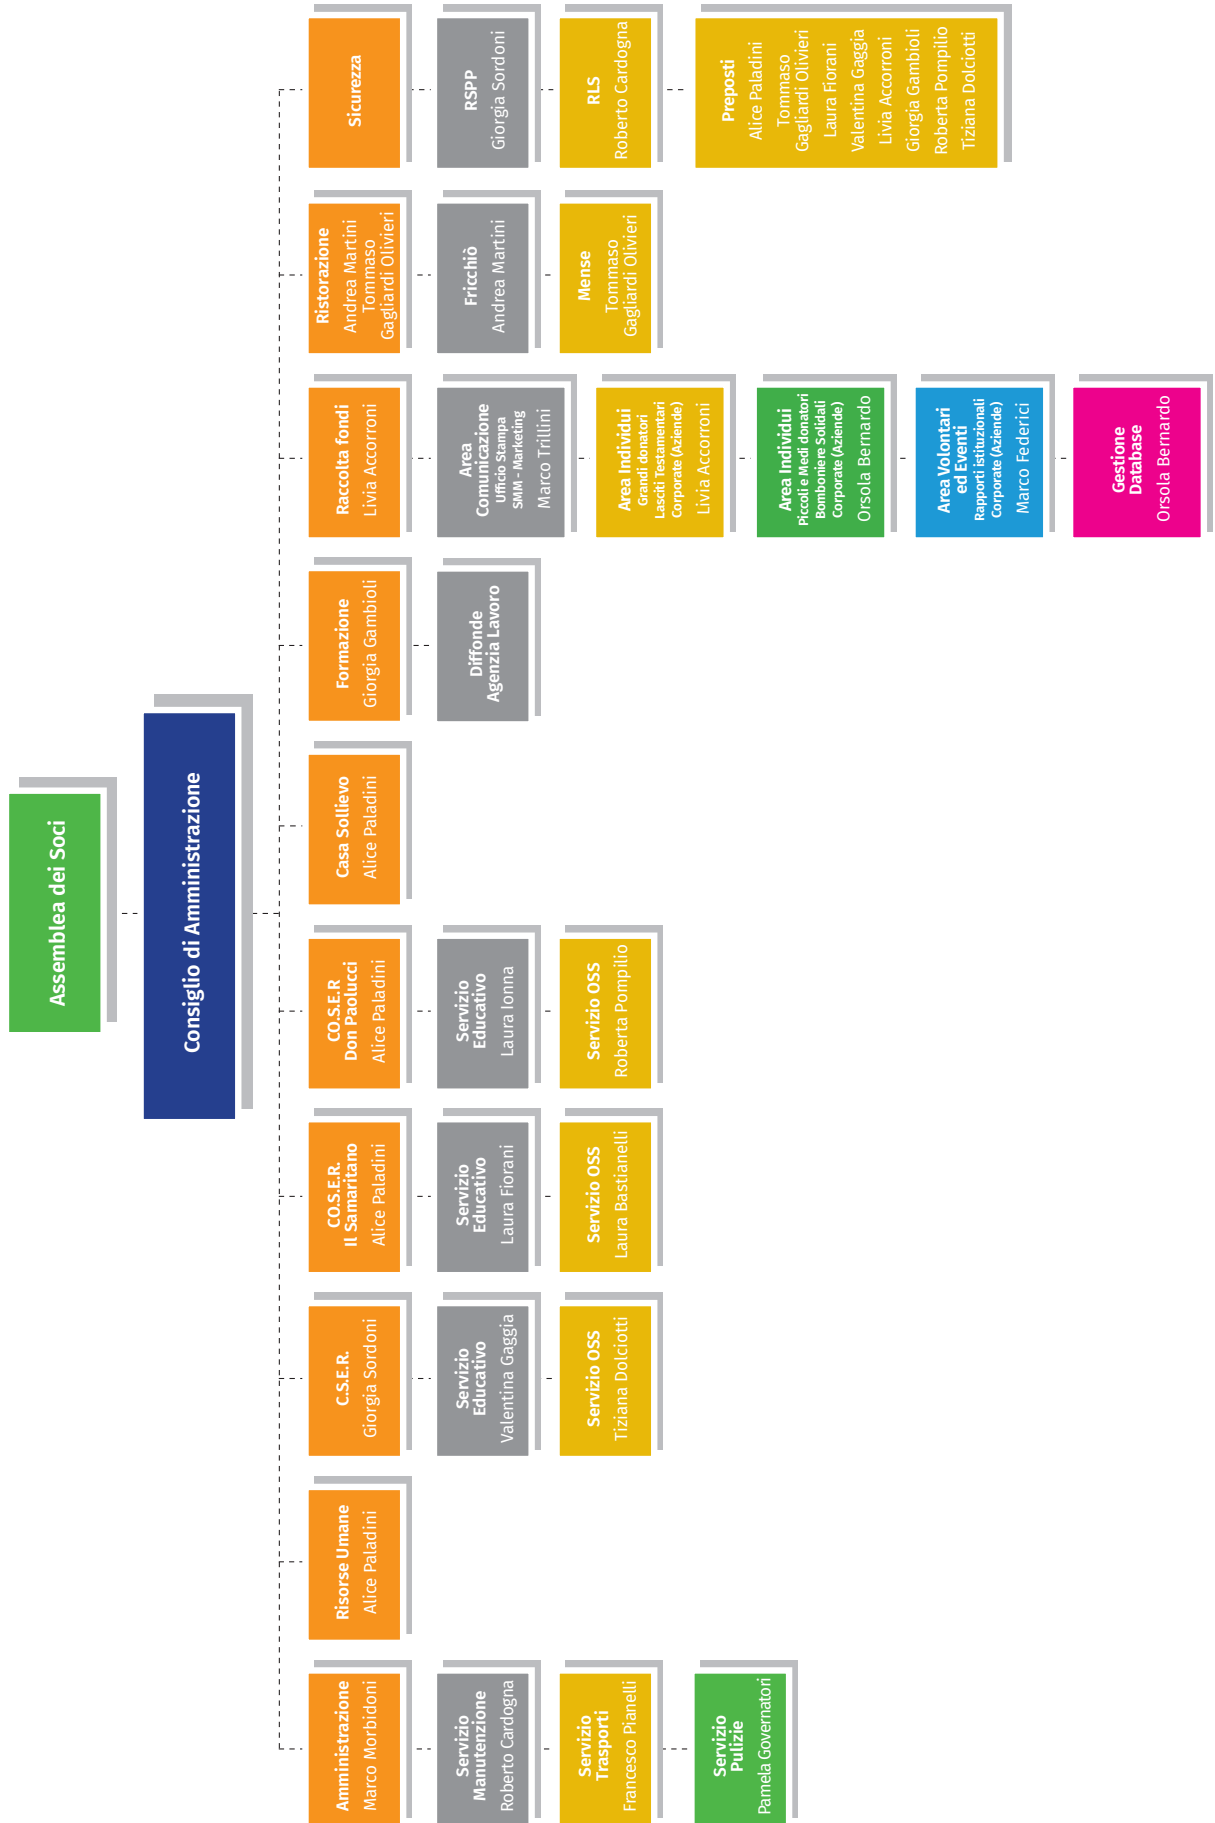 Assemblea dei Soci
Consiglio di Amministrazione
Amministrazione
Marco Morbidoni
Servizio
Manutenzione
Roberto Cardogna
Servizio
Trasporti
Francesco Pianelli
Servizio
Pulizie
Pamela Governatori
Risorse Umane
Alice Paladini
C.S.E.R.
Giorgia Sordoni
Servizio
Educativo
Valentina Gaggia
Servizio OSS
Tiziana Dolciotti
CO.S.E.R.
Il Samaritano
Alice Paladini
Servizio
Educativo
Laura Fiorani
Servizio OSS
Laura Bastianelli
CO.S.E.R
Don Paolucci
Alice Paladini
Servizio
Educativo
Laura Ionna
Servizio OSS
Roberta Pompilio
Casa Sollievo
Alice Paladini
Formazione
Giorgia Gambioli
Diffonde
Agenzia Lavoro
Raccolta fondi
Livia Accorroni
Area
Comunicazione
Ufficio Stampa
SMM - Marketing
Marco Trillini
Area Individui
Grandi donatori
Lasciti Testamentari
Corporate (Aziende)
Livia Accorroni
Area Individui
Piccoli e Medi donatori
Bomboniere Solidali
Corporate (Aziende)
Orsola Bernardo
Area Volontari
ed Eventi
Rapporti istituzionali
Corporate (Aziende)
Marco Federici
Gestione
Database
Orsola Bernardo
Ristorazione
Andrea Martini
Tommaso
Gagliardi Olivieri
Fricchiò
Andrea Martini
Mense
Tommaso
Gagliardi Olivieri
Sicurezza
RSPP
Giorgia Sordoni
RLS
Roberto Cardogna
Preposti
Alice Paladini
Tommaso
Gagliardi Olivieri
Laura Fiorani
Valentina Gaggia
Livia Accorroni
Giorgia Gambioli
Roberta Pompilio
Tiziana Dolciotti